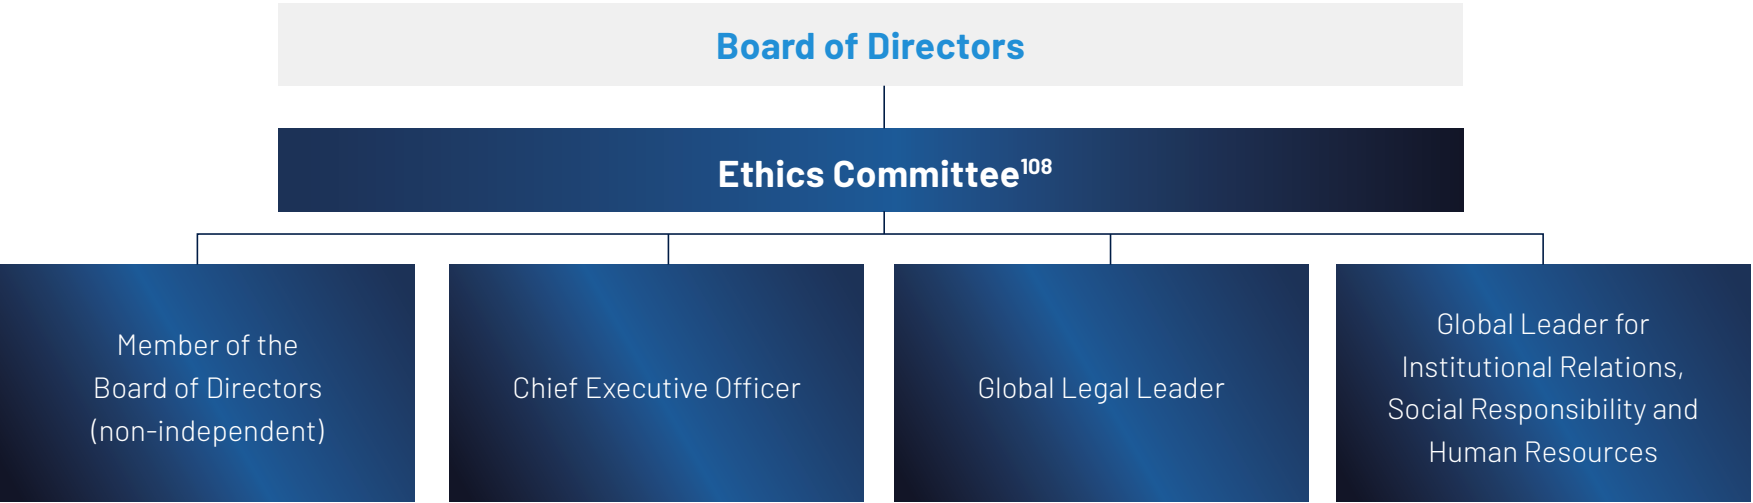 Board of Directors
Ethics Committee108
Member of the
Board of Directors
(non-independent)
Chief Executive Officer
Global Legal Leader
Global Leader for
Institutional Relations,
Social Responsibility and
Human Resources